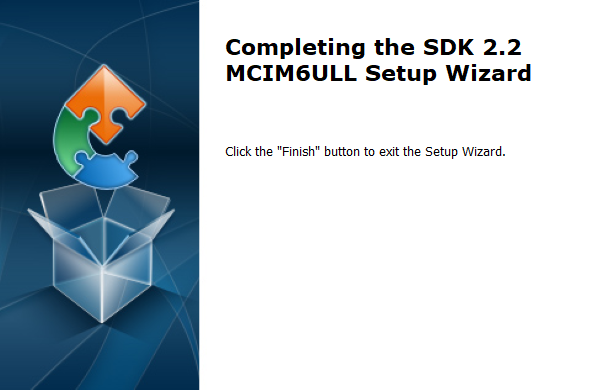 Completing the SDK 2.2
MCIM6ULL Setup Wizard
Click the "Finish" button to exit the Setup Wizard.